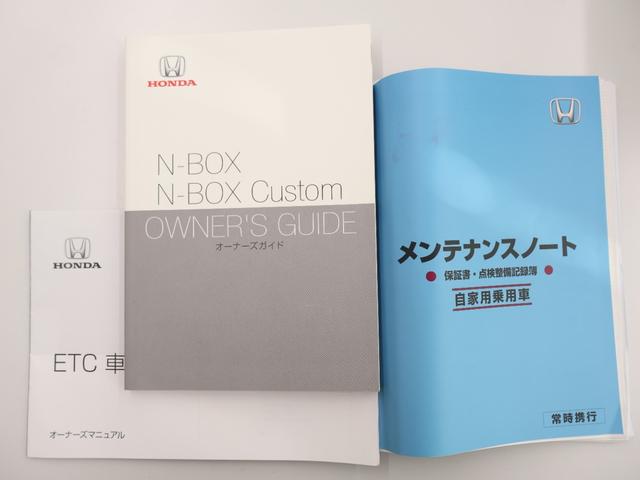 HONDA
N-BOX
N-BOX Custom
OWNER'S GUIDE
オーナーズガイド
HONDA
ETC 車
オーナーズマニュアル
メンテナンスノート
保証書・点検整備記録簿
自家用乗用車
常時携行